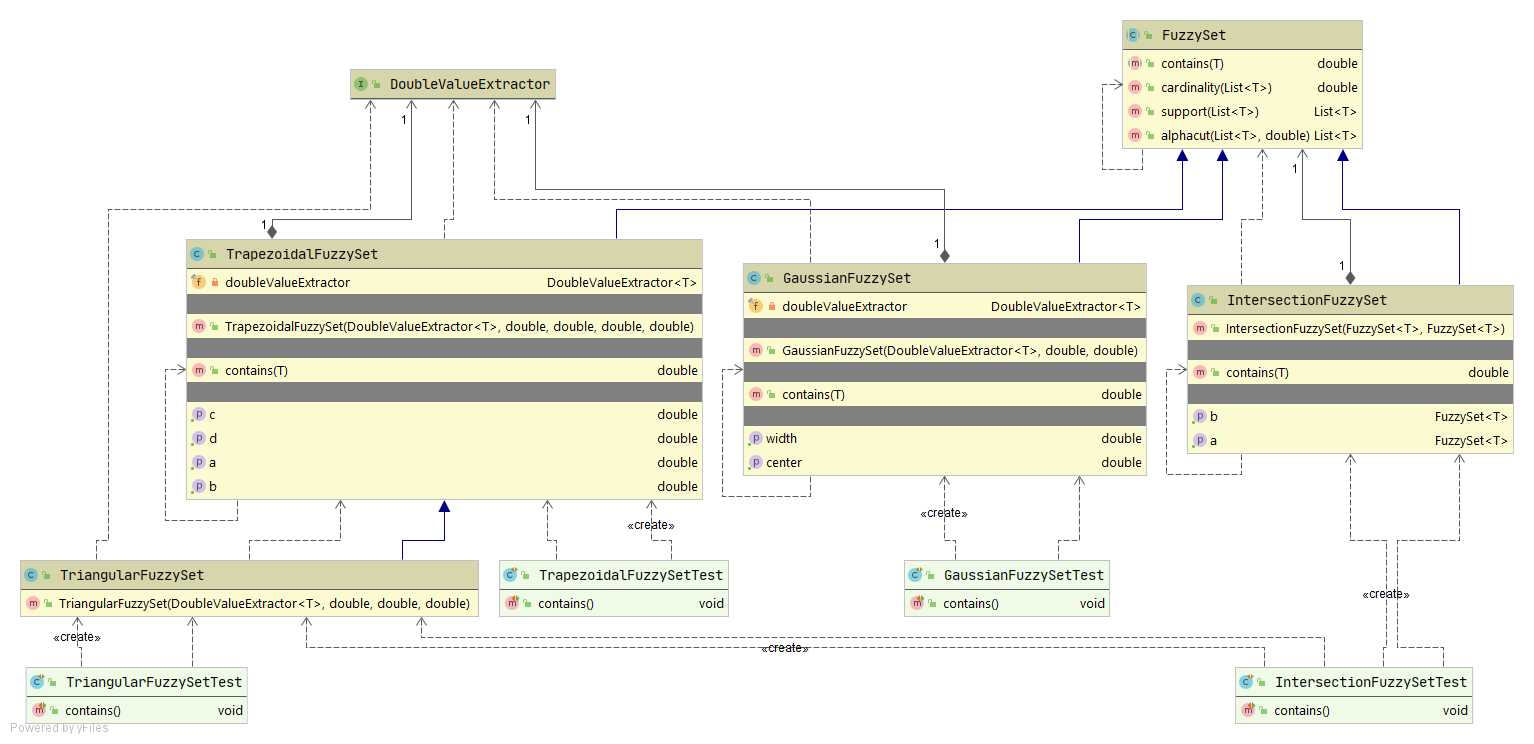 FuzzySet
contains(T) double
cardinality(List<T>) double
support(List<T>) List<T>
alphacut(List<T>, double) List<T>
DoubleValueExtractor
1
1
1
1
1
1
TrapezoidalFuzzySet
doubleValueExtractor DoubleValueExtractor<T>
TrapezoidalFuzzySet(DoubleValueExtractor<T>, double, double, double, double)
contains(T) double
c double
d double
a double
b double
GaussianFuzzySet
doubleValueExtractor DoubleValueExtractor<T>
GaussianFuzzySet(DoubleValueExtractor<T>, double, double)
contains(T) double
width double
center double
IntersectionFuzzySet
IntersectionFuzzySet(FuzzySet<T>, FuzzySet<T>)
contains(T) double
b FuzzySet<T>
a FuzzySet<T>
«create»
«create»
TriangularFuzzySet
TriangularFuzzySet(DoubleValueExtractor<T>, double, double, double)
TrapezoidalFuzzySetTest
contains() void
GaussianFuzzySetTest
contains() void
«create»
«create»
«create»
TriangularFuzzySetTest
contains() void
IntersectionFuzzySetTest
contains() void
Powered by yFiles